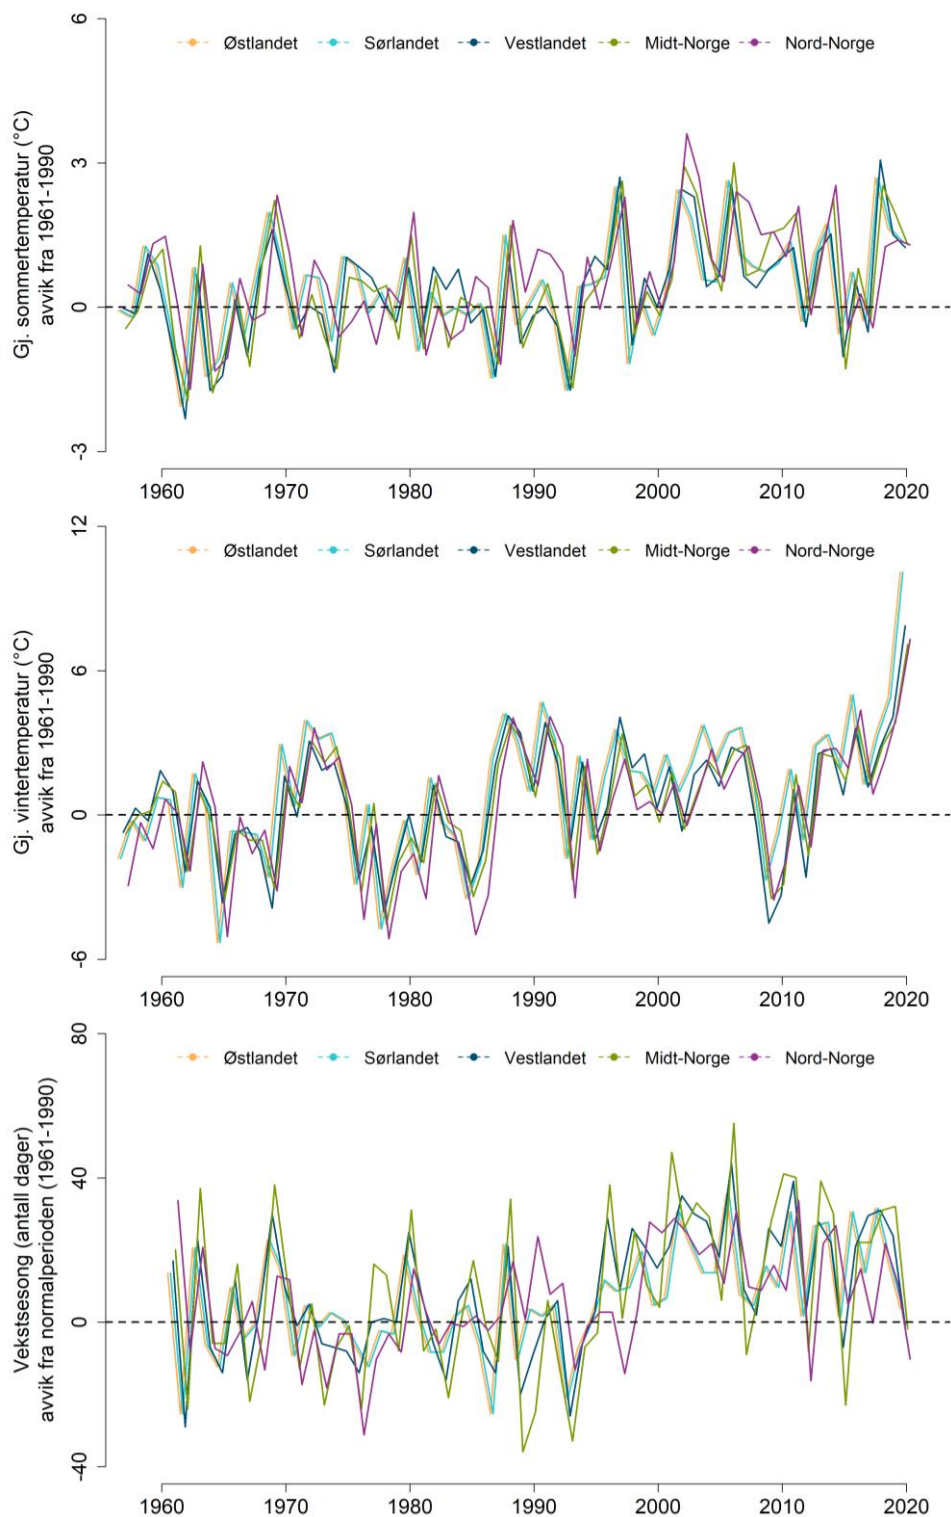 6
Østlandet Sørlandet Vestlandet Midt-Norge Nord-Norge
Gj. sommertemperatur (°C)
avvik fra 1961-1990
3
0
-3
1960 1970 1980 1990 2000 2010 2020
12
Østlandet Sørlandet Vestlandet Midt-Norge Nord-Norge
Gj. vintertemperatur (°C)
avvik fra 1961-1990
6
0
-6
1960 1970 1980 1990 2000 2010 2020
80
Østlandet Sørlandet Vestlandet Midt-Norge Nord-Norge
Vekstsesong (antall dager)
avvik fra normalperioden (1961-1990)
40
0
-40
1960 1970 1980 1990 2000 2010 2020